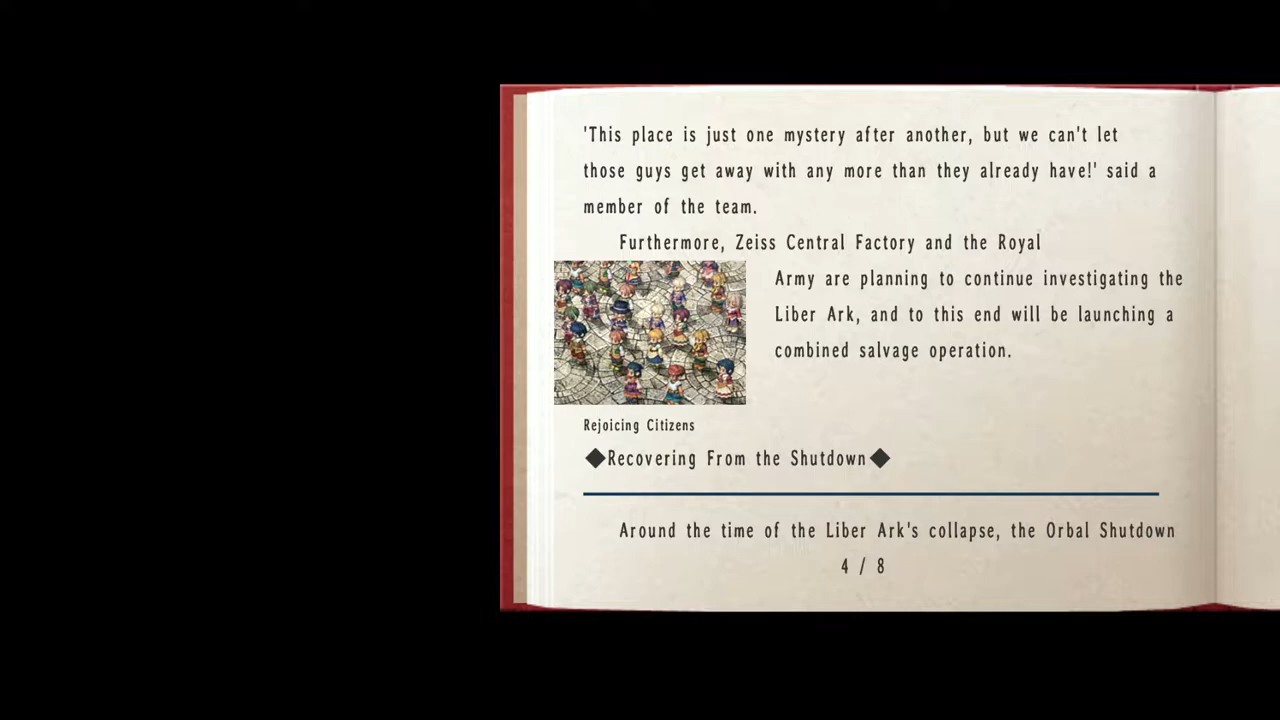 'This place is just one mystery after another, but we can't let
those guys get away with any more than they already have!' said a
member of the team.
Furthermore, Zeiss Central Factory and the Royal
Army are planning to continue investigating the
Liber Ark, and to this end will be launching a
combined salvage operation.
Rejoicing Citizens
◆Recovering From the Shutdown◆
Around the time of the Liber Ark's collapse, the Orbal Shutdown
4 / 8